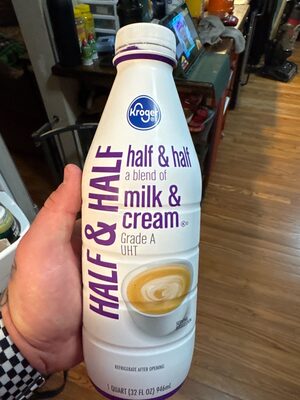 Kroger
HALF & HALF
half & half
a blend of
milk &
cream
Grade A
UHT
REFRIGERATE AFTER OPENING
1 QUART (32 FL OZ) 946mL